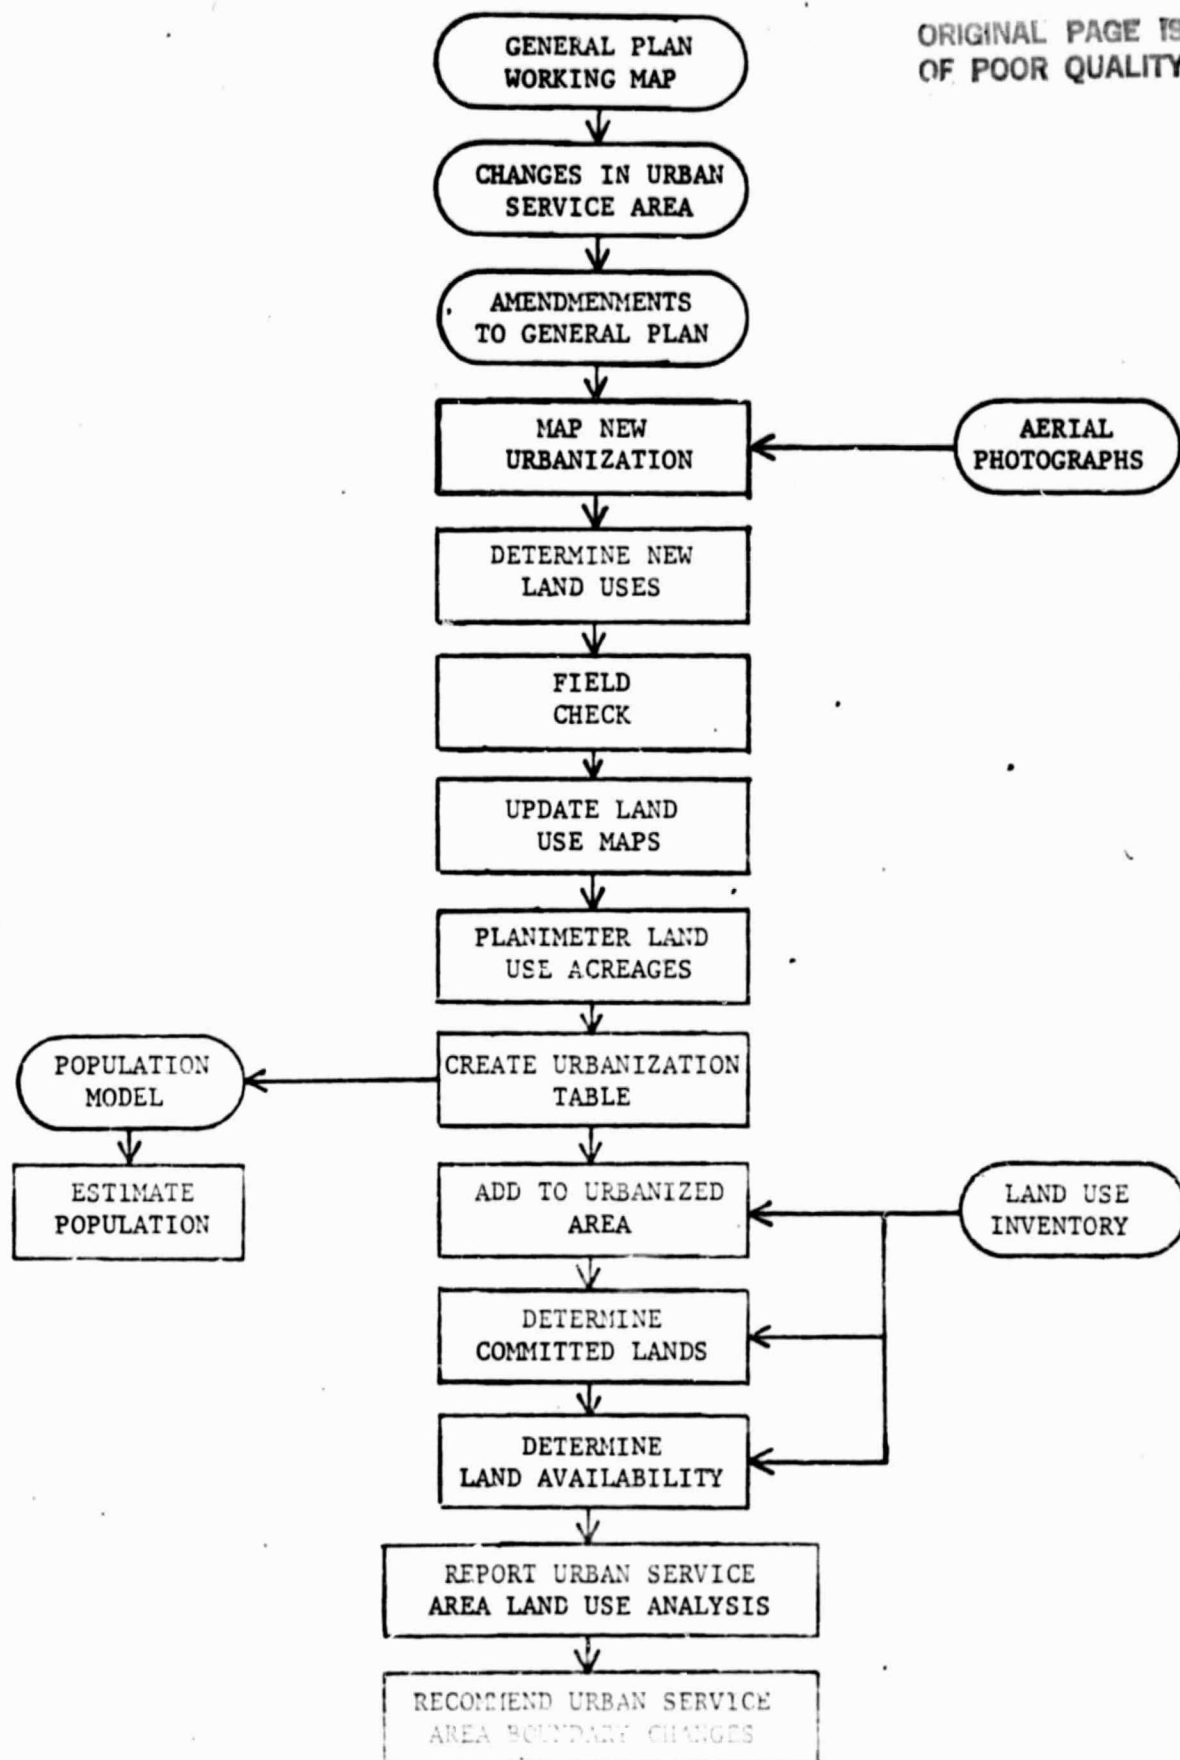 ORIGINAL PAGE IS
OF POOR QUALITY
GENERAL PLAN
WORKING MAP
CHANGES IN URBAN
SERVICE AREA
AMENDMENMENTS
TO GENERAL PLAN
MAP NEW
URBANIZATION
AERIAL
PHOTOGRAPHS
DETERMINE NEW
LAND USES
FIELD
CHECK
UPDATE LAND
USE MAPS
PLANIMETER LAND
USE ACREAGES
CREATE URBANIZATION
TABLE
POPULATION
MODEL
ESTIMATE
POPULATION
ADD TO URBANIZED
AREA
LAND USE
INVENTORY
DETERMINE
COMMITTED LANDS
DETERMINE
LAND AVAILABILITY
REPORT URBAN SERVICE
AREA LAND USE ANALYSIS
RECOMMEND URBAN SERVICE
AREA BOUNDARY CHANGES